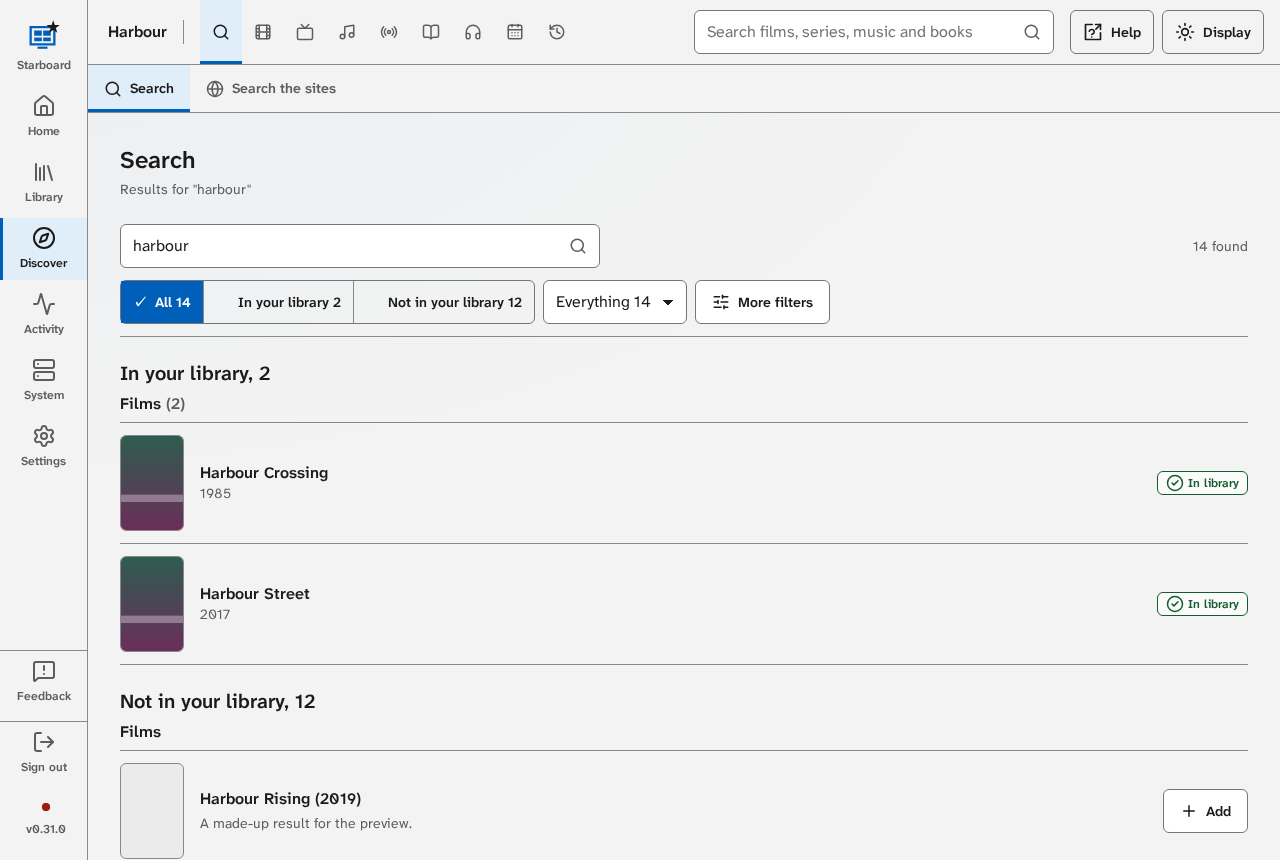 Starboard
Home
Library
Discover
Activity
System
Settings
Feedback
Sign out
v0.31.0
Harbour
Search films, series, music and books
Help
Display
Search
Search the sites
Search
Results for "harbour"
harbour
14 found
✓ All 14
In your library 2
Not in your library 12
Everything 14
More filters
In your library, 2
Films (2)
Harbour Crossing
1985
In library
Harbour Street
2017
In library
Not in your library, 12
Films
Harbour Rising (2019)
A made-up result for the preview.
Add